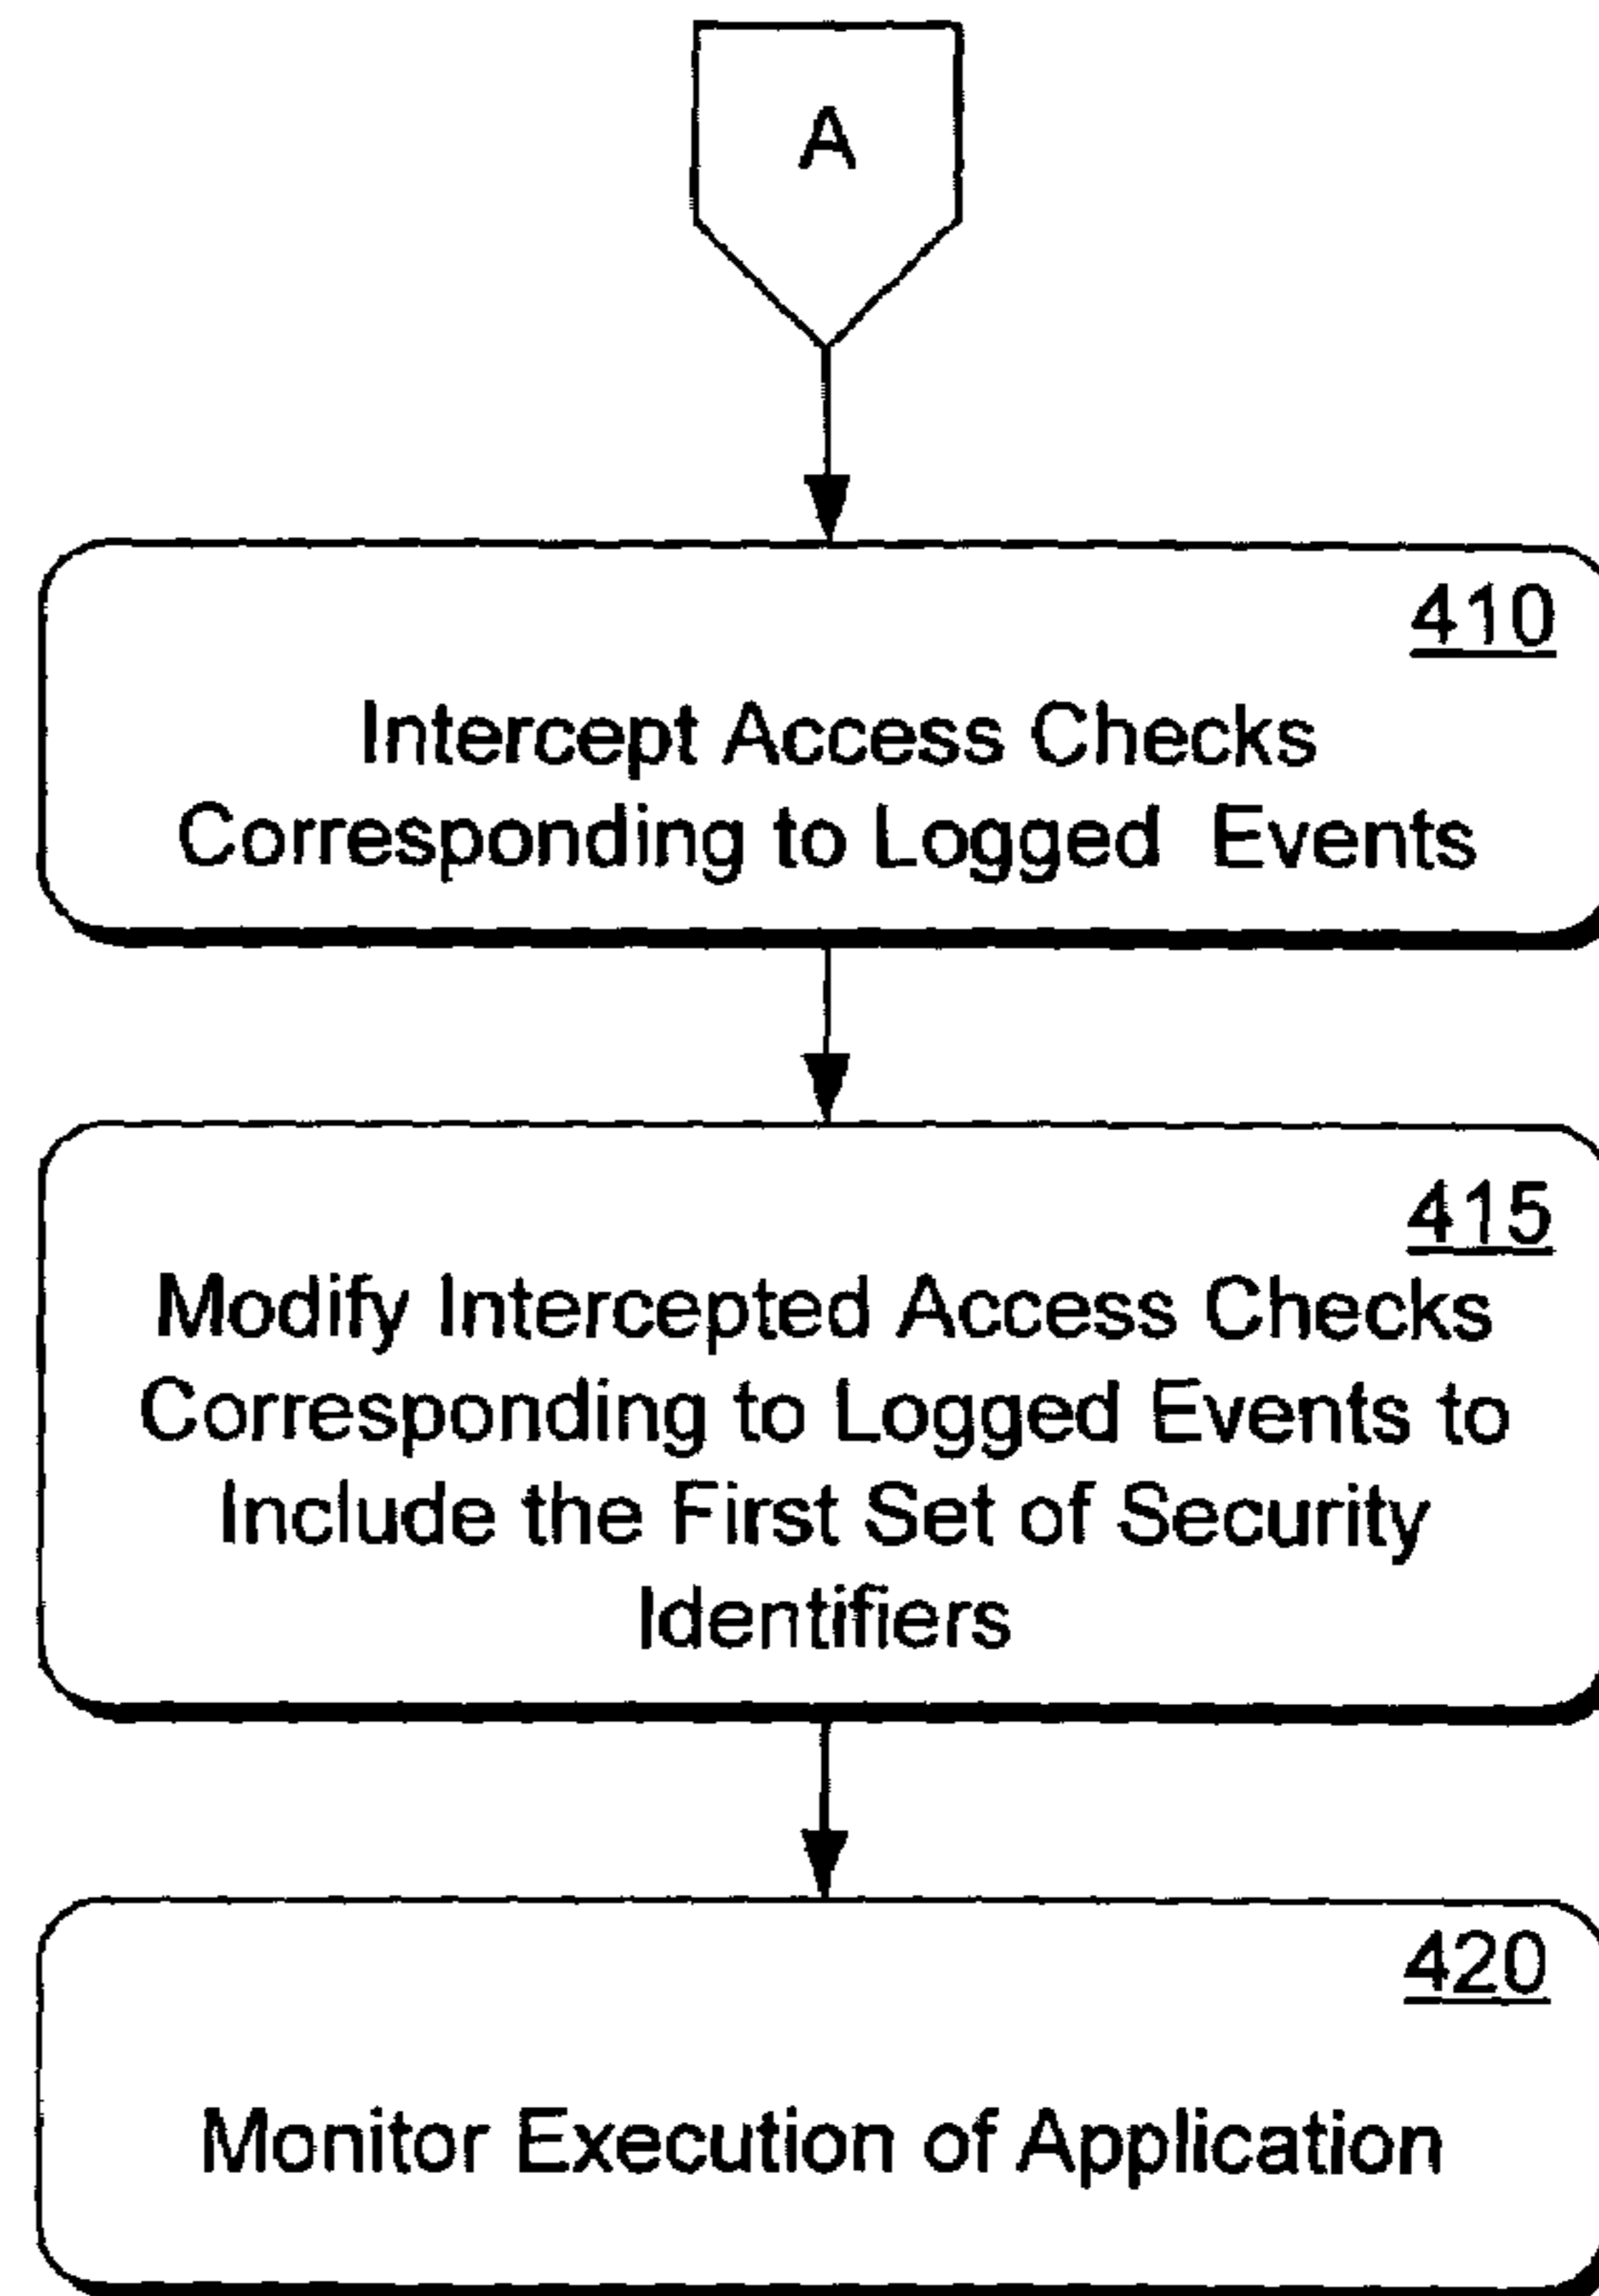 A
410
Intercept Access Checks
Corresponding to Logged Events
415
Modify Intercepted Access Checks
Corresponding to Logged Events to
Include the First Set of Security
Identifiers
420
Monitor Execution of Application